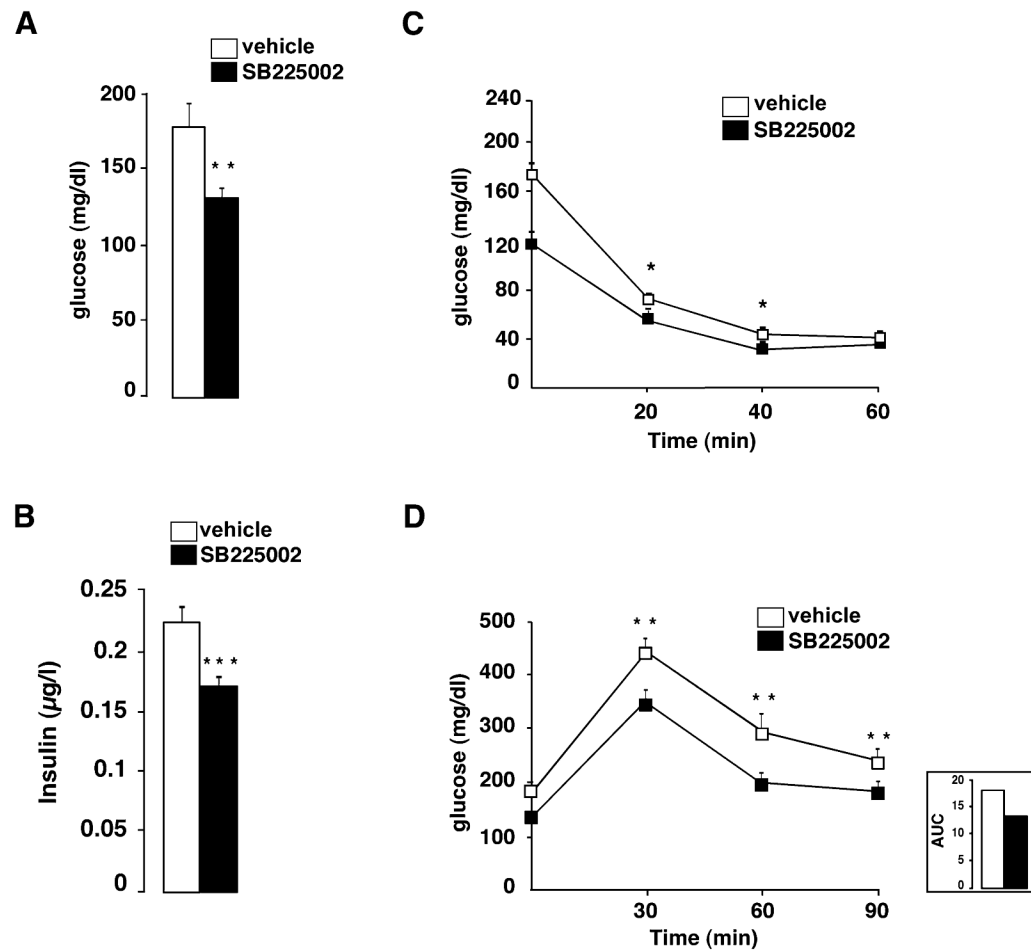 A
vehicle
SB225002
glucose (mg/dl)
200
150
100
50
0
* *
B
vehicle
SB225002
Insulin (µg/l)
0.25
0.2
0.15
0.1
0.05
0
* * *
C
vehicle
SB225002
glucose (mg/dl)
240
200
160
120
80
40
0
*
*
20 40 60
Time (min)
D
vehicle
SB225002
glucose (mg/dl)
500
400
300
200
100
0
* *
* *
* *
30 60 90
Time (min)
AUC
20
15
10
5
0